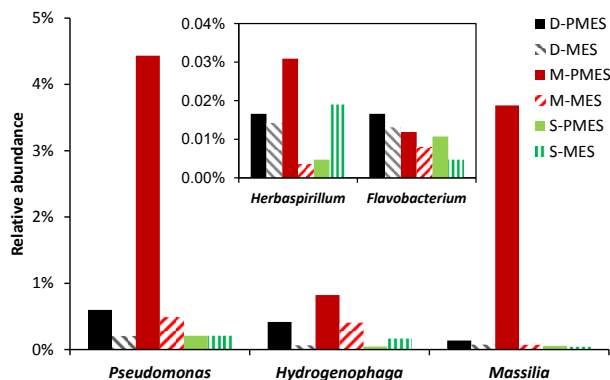 5%
4%
3%
2%
1%
0%
Relative abundance
Pseudomonas
Hydrogenophaga
Massilia
0.04%
0.03%
0.02%
0.01%
0.00%
Herbaspirillum
Flavobacterium
D-PMES
D-MES
M-PMES
M-MES
S-PMES
S-MES